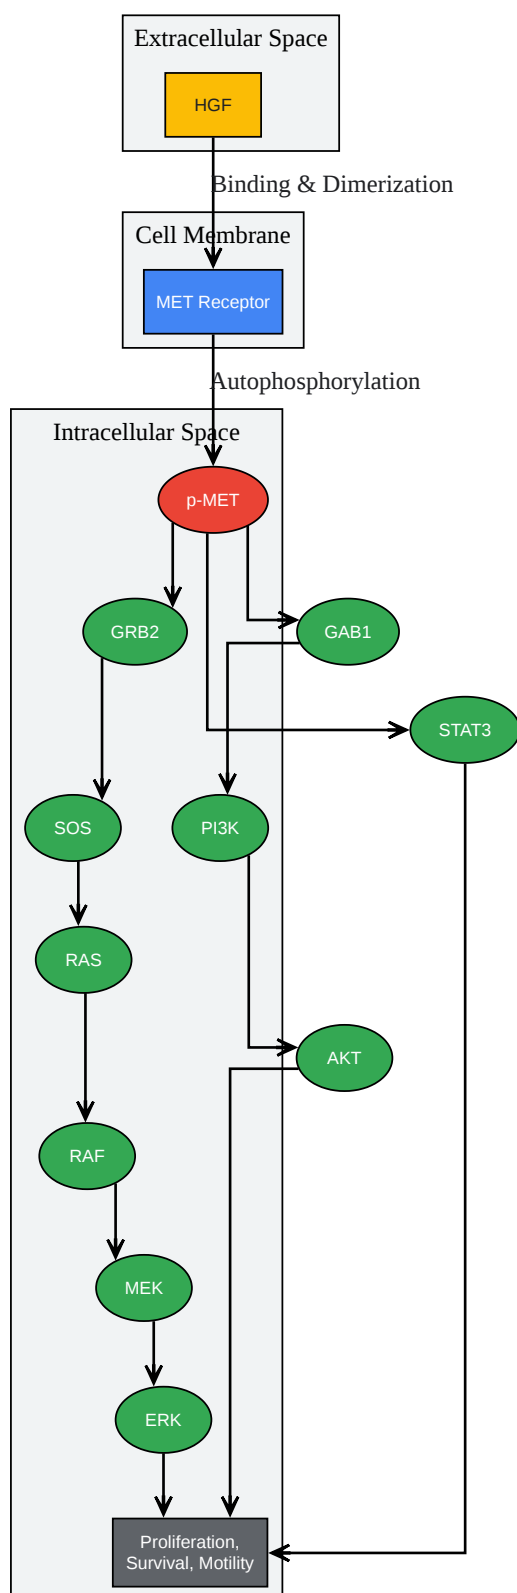 Extracellular Space
HGF
Binding & Dimerization
Cell Membrane
MET Receptor
Autophosphorylation
Intracellular Space
p-MET
GRB2
GAB1
STAT3
SOS
PI3K
RAS
AKT
RAF
MEK
ERK
Proliferation,
Survival, Motility